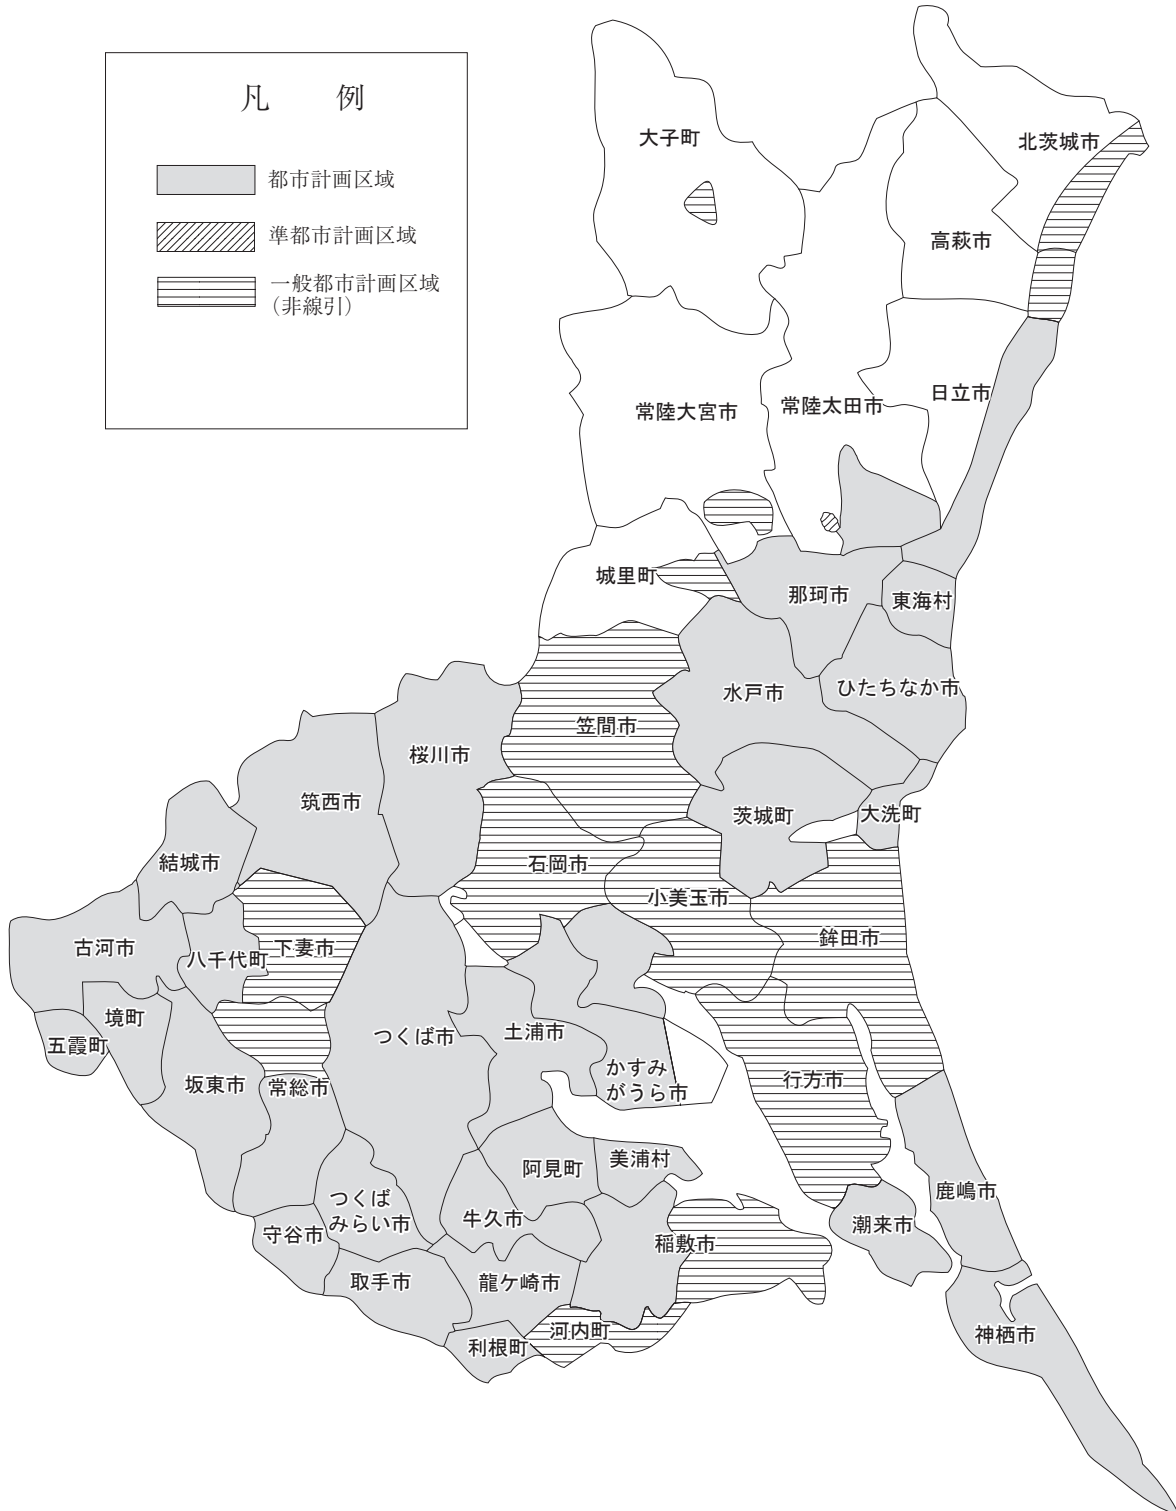 凡　例
都市計画区域
準都市計画区域
一般都市計画区域
(非線引)
大子町
北茨城市
高萩市
常陸大宮市
常陸太田市
日立市
城里町
那珂市
東海村
水戸市
ひたちなか市
笠間市
桜川市
筑西市
茨城町
大洗町
結城市
石岡市
小美玉市
鉾田市
古河市
八千代町
下妻市
境町
五霞町
つくば市
土浦市
かすみ
がうら市
行方市
坂東市
常総市
阿見町
美浦村
つくば
みらい市
牛久市
稲敷市
潮来市
鹿嶋市
守谷市
取手市
龍ケ崎市
河内町
利根町
神栖市